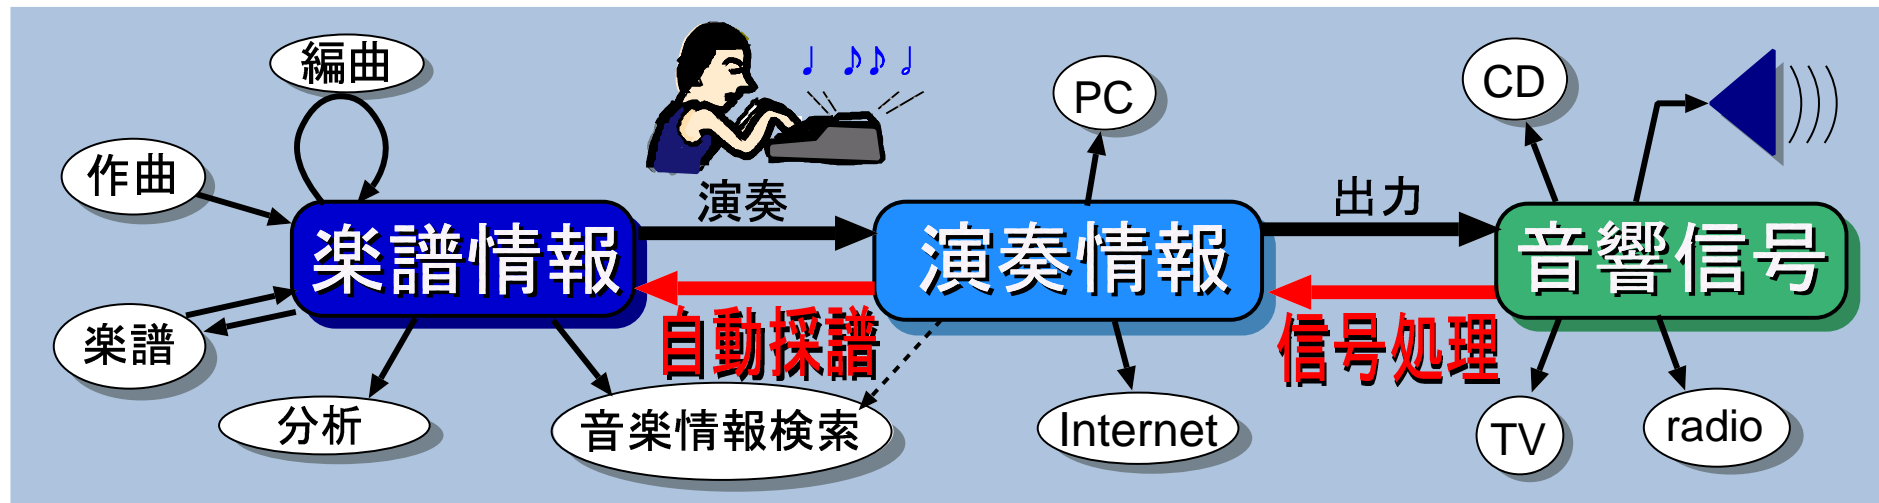 編曲
PC
CD
作曲
演奏
出力
楽譜情報
演奏情報
音響信号
自動採譜
信号処理
楽譜
分析
音楽情報検索
Internet
TV
radio